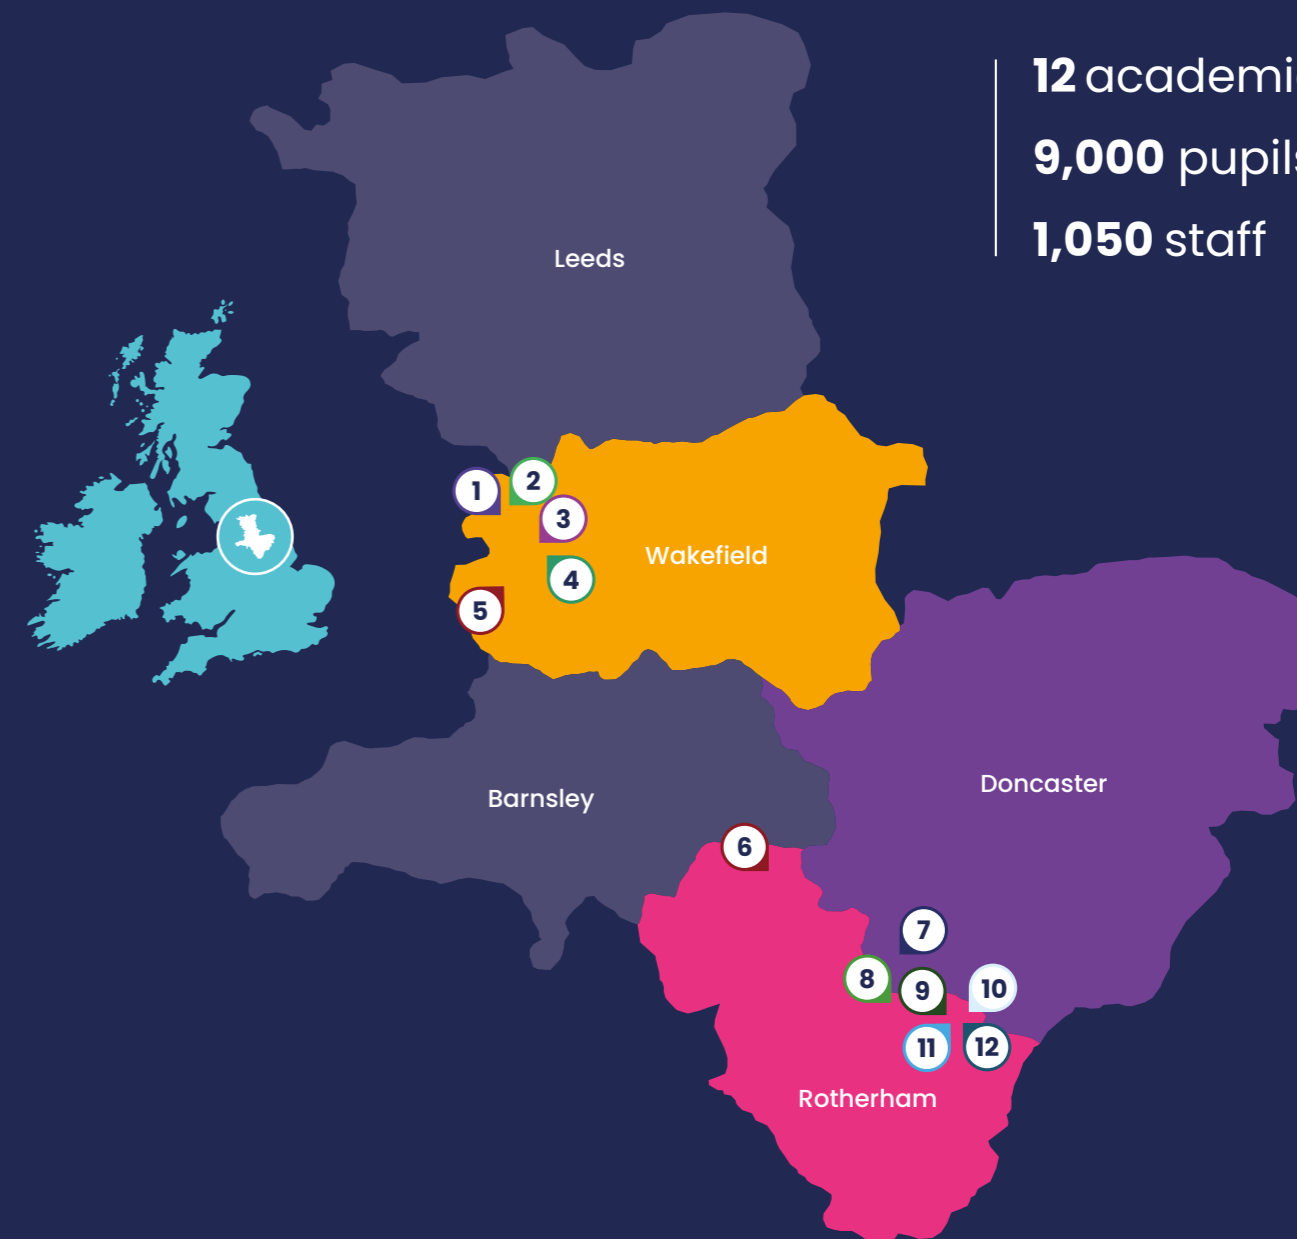 12 academi
9,000 pupils
1,050 staff
Leeds
1
2
3
Wakefield
4
5
Doncaster
Barnsley
6
7
8
9
10
11
12
Rotherham